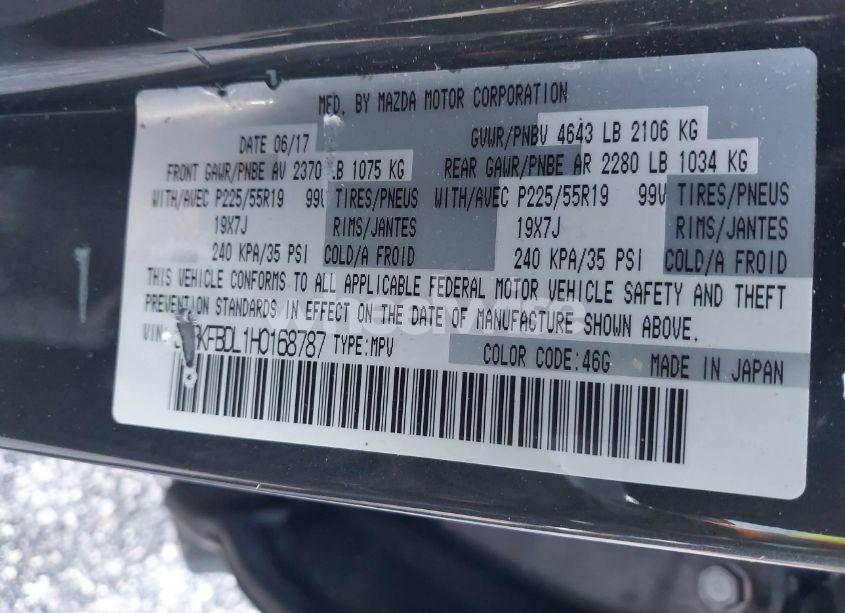 MFD. BY MAZDA MOTOR CORPORATION
DATE 06/17 GVWR/PNBV 4643 LB 2106 KG
FRONT GAWR/PNBE AV 2370 LB 1075 KG REAR GAWR/PNBE AR 2280 LB 1034 KG
WITH/AVEC P225/55R19 99V TIRES/PNEUS WITH/AVEC P225/55R19 99V TIRES/PNEUS
19X7J RIMS/JANTES 19X7J RIMS/JANTES
240 KPA/35 PSI COLD/A FROID 240 KPA/35 PSI COLD/A FROID
THIS VEHICLE CONFORMS TO ALL APPLICABLE FEDERAL MOTOR VEHICLE SAFETY AND THEFT
PREVENTION STANDARDS IN EFFECT ON THE DATE OF MANUFACTURE SHOWN ABOVE.
VIN: KFBDL1H0168787 TYPE:MPV COLOR CODE:46G MADE IN JAPAN